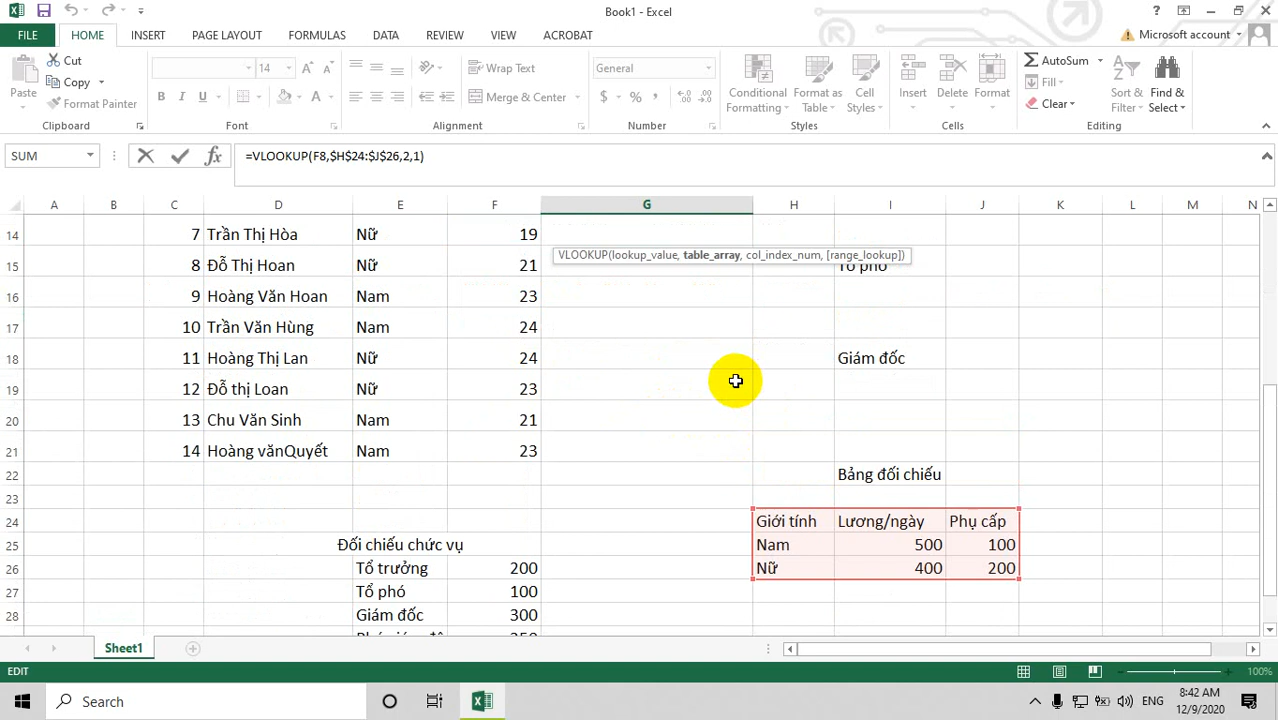 Book1 - Excel
FILE HOME INSERT PAGE LAYOUT FORMULAS DATA REVIEW VIEW ACROBAT Microsoft account
Paste Cut Copy Format Painter 14 B I U Wrap Text Merge & Center General $ % , Conditional Formatting Format as Table Cell Styles Insert Delete Format AutoSum Fill Clear Sort & Filter Find & Select
Clipboard Font Alignment Number Styles Cells Editing
SUM =VLOOKUP(F8,$H$24:$J$26,2,1)
A B C D E F G H I J K L M N
14 7 Trần Thị Hòa Nữ 19
VLOOKUP(lookup_value, table_array, col_index_num, [range_lookup])
15 8 Đỗ Thị Hoan Nữ 21 Tổ phó
16 9 Hoàng Văn Hoan Nam 23
17 10 Trần Văn Hùng Nam 24
18 11 Hoàng Thị Lan Nữ 24 Giám đốc
19 12 Đỗ thị Loan Nữ 23
20 13 Chu Văn Sinh Nam 21
21 14 Hoàng vănQuyết Nam 23
22 Bảng đối chiếu
23
24 Giới tính Lương/ngày Phụ cấp
25 Đối chiếu chức vụ Nam 500 100
26 Tổ trưởng 200 Nữ 400 200
27 Tổ phó 100
28 Giám đốc 300
Sheet1
EDIT 100%
Search ENG 8:42 AM
12/9/2020